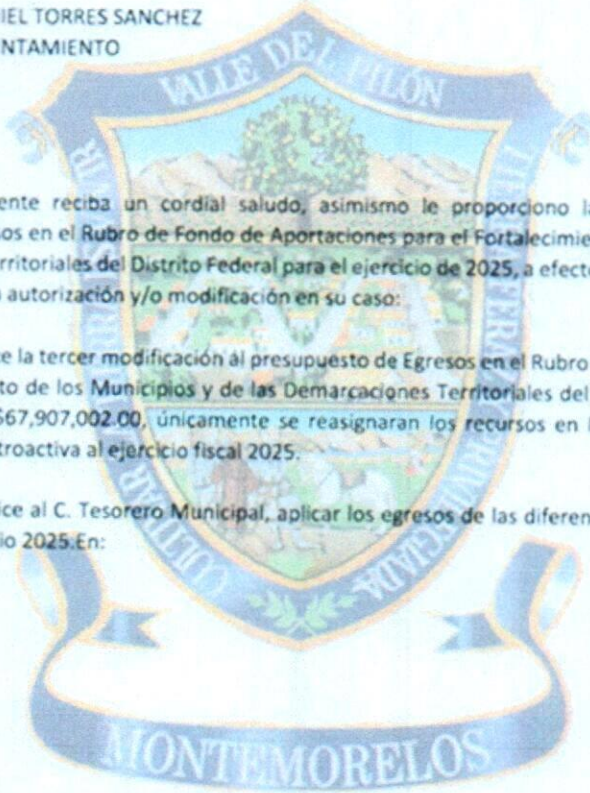 IEL TORRES SANCHEZ
NTAMIENTO
VALLE DEL PILÓN
ente reciba un cordial saludo, asimismo le proporciono la
os en el Rubro de Fondo de Aportaciones para el Fortalecimie
rritoriales del Distrito Federal para el ejercicio de 2025, a efecto
autorización y/o modificación en su caso:
e la tercer modificación al presupuesto de Egresos en el Rubro
to de los Municipios y de las Demarcaciones Territoriales del
$67,907,002.00, únicamente se reasignaran los recursos en l
troactiva al ejercicio fiscal 2025.
ice al C. Tesorero Municipal, aplicar los egresos de las diferen
io 2025.En:
CULTIVAR
MONTEMORELOS